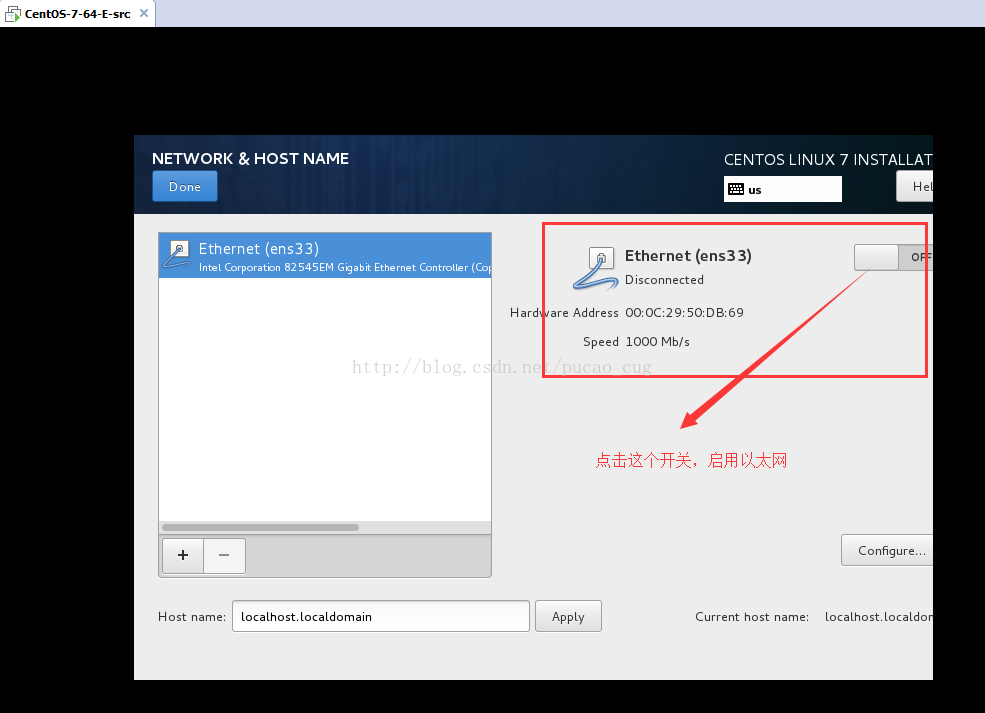 CentOS-7-64-E-src
NETWORK & HOST NAME
CENTOS LINUX 7 INSTALLAT
Done
us
Hel
Ethernet (ens33)
Intel Corporation 82545EM Gigabit Ethernet Controller (Cop
Ethernet (ens33)
Disconnected
OFF
Hardware Address 00:0C:29:50:DB:69
Speed 1000 Mb/s
http://blog.csdn.net/pucao_cug
点击这个开关，启用以太网
+
−
Configure...
Host name:
localhost.localdomain
Apply
Current host name:
localhost.localdom